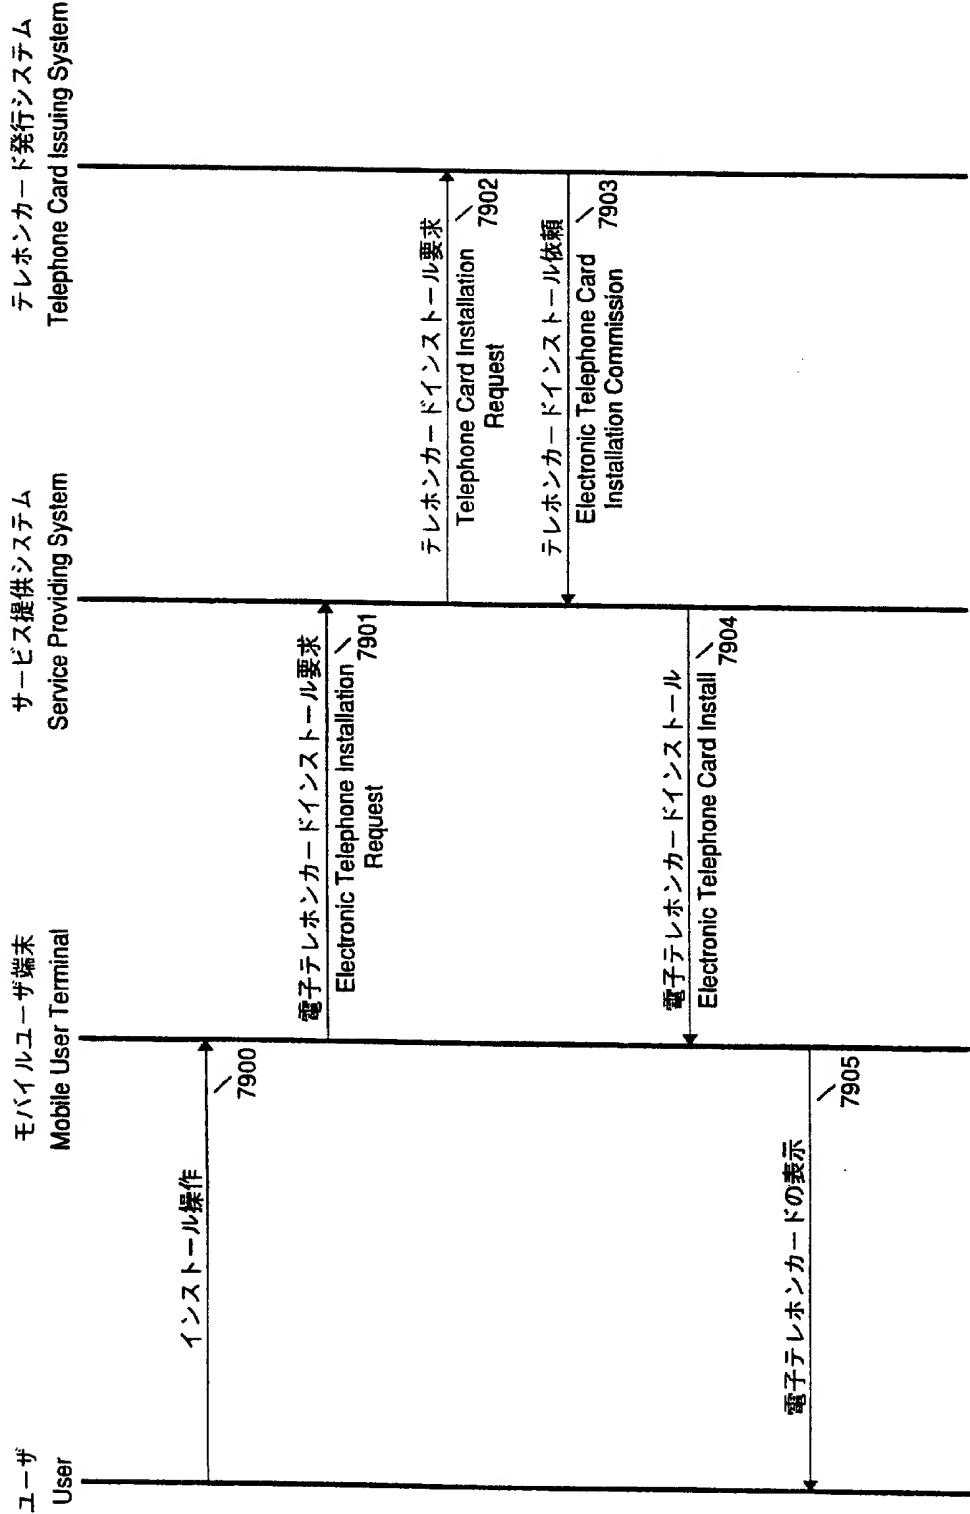 ユーザ
User
モバイルユーザ端末
Mobile User Terminal
サービス提供システム
Service Providing System
テレホンカード発行システム
Telephone Card Issuing System
インストール操作
7900
電子テレホンカードインストール要求
Electronic Telephone Installation
Request
7901
テレホンカードインストール要求
Telephone Card Installation
Request
7902
テレホンカードインストール依頼
Electronic Telephone Card
Installation Commission
7903
電子テレホンカードインストール
Electronic Telephone Card Install
7904
電子テレホンカードの表示
7905